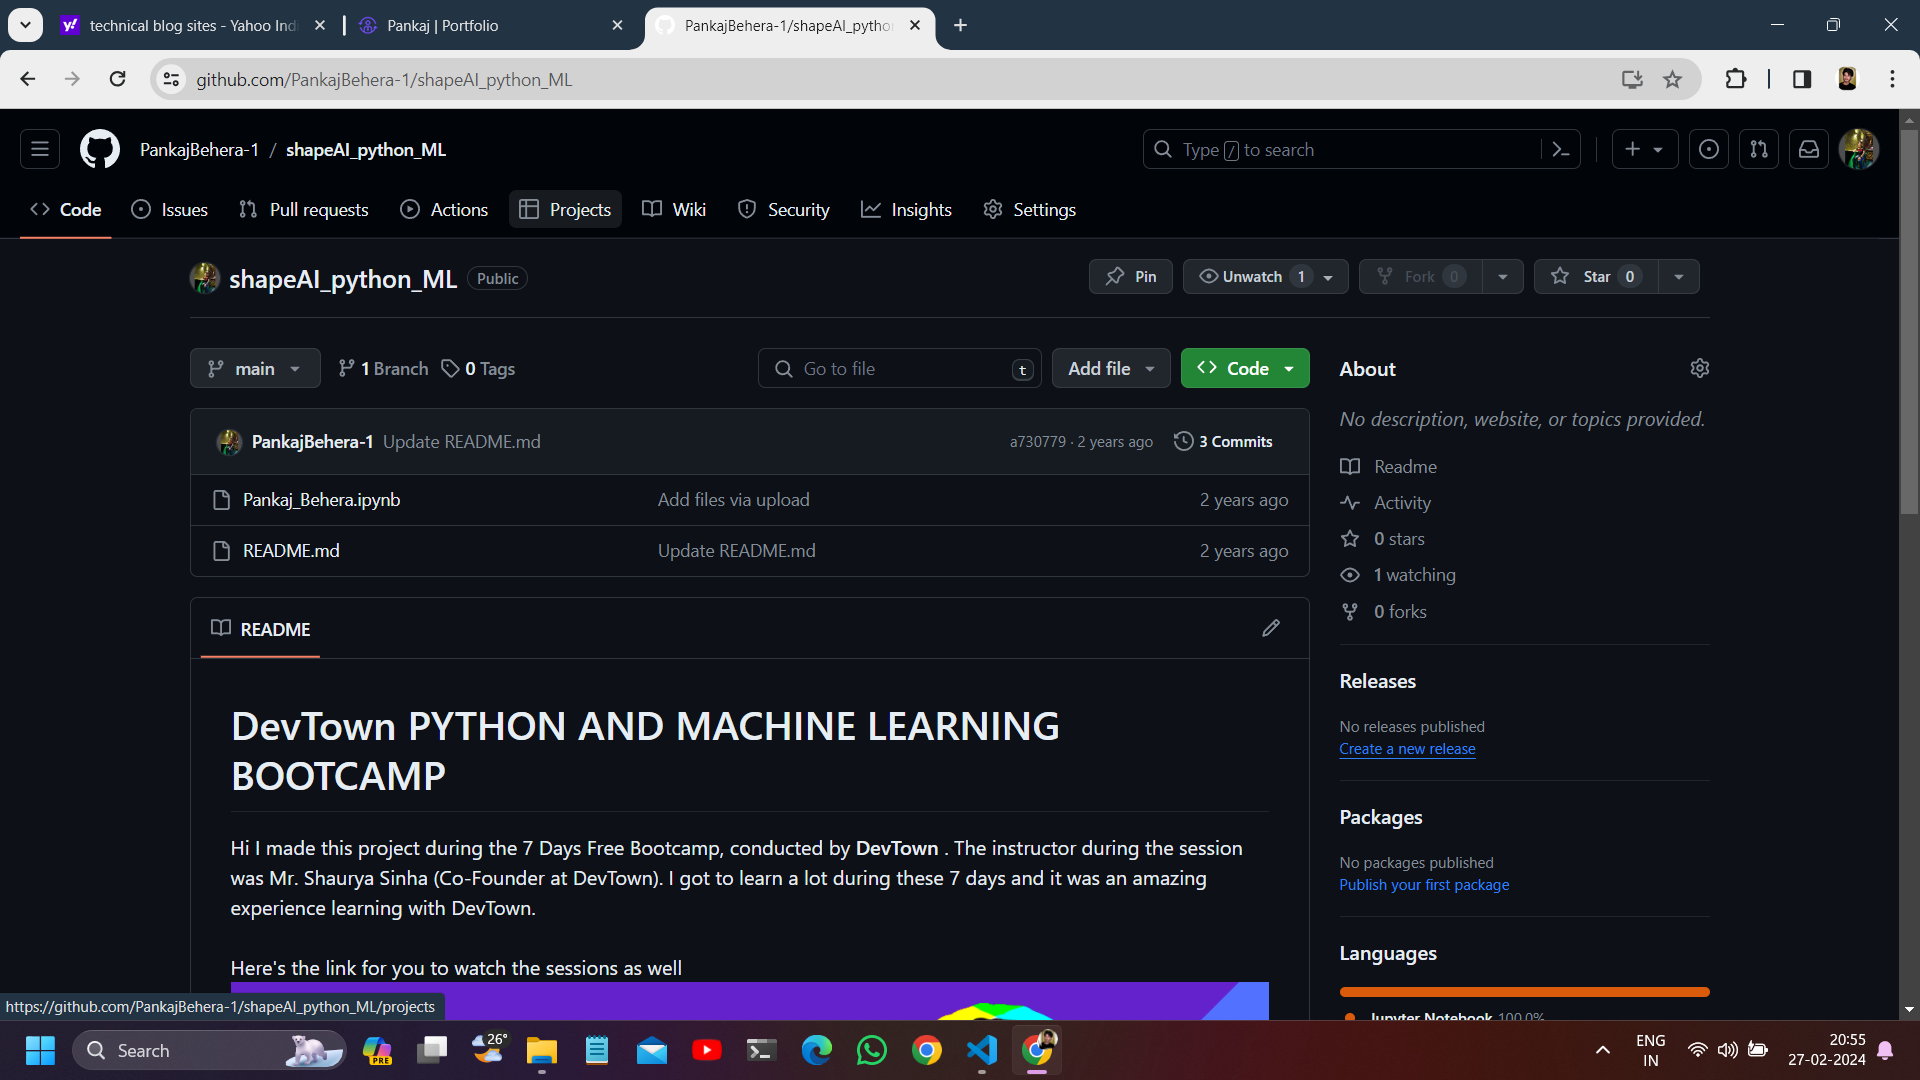 technical blog sites - Yahoo Indi
Pankaj | Portfolio
PankajBehera-1/shapeAI_python
github.com/PankajBehera-1/shapeAI_python_ML
PankajBehera-1 / shapeAI_python_ML
Type / to search
Code
Issues
Pull requests
Actions
Projects
Wiki
Security
Insights
Settings
shapeAI_python_ML
Public
Pin
Unwatch 1
Fork 0
Star 0
main
1 Branch
0 Tags
Go to file
t
Add file
Code
PankajBehera-1 Update README.md
a730779 · 2 years ago
3 Commits
Pankaj_Behera.ipynb
Add files via upload
2 years ago
README.md
Update README.md
2 years ago
README
DevTown PYTHON AND MACHINE LEARNING
BOOTCAMP
Hi I made this project during the 7 Days Free Bootcamp, conducted by DevTown . The instructor during the session
was Mr. Shaurya Sinha (Co-Founder at DevTown). I got to learn a lot during these 7 days and it was an amazing
experience learning with DevTown.
Here's the link for you to watch the sessions as well
About
No description, website, or topics provided.
Readme
Activity
0 stars
1 watching
0 forks
Releases
No releases published
Create a new release
Packages
No packages published
Publish your first package
Languages
Jupyter Notebook 100.0%
https://github.com/PankajBehera-1/shapeAI_python_ML/projects
Search
PRE
26°
ENG
IN
20:55
27-02-2024